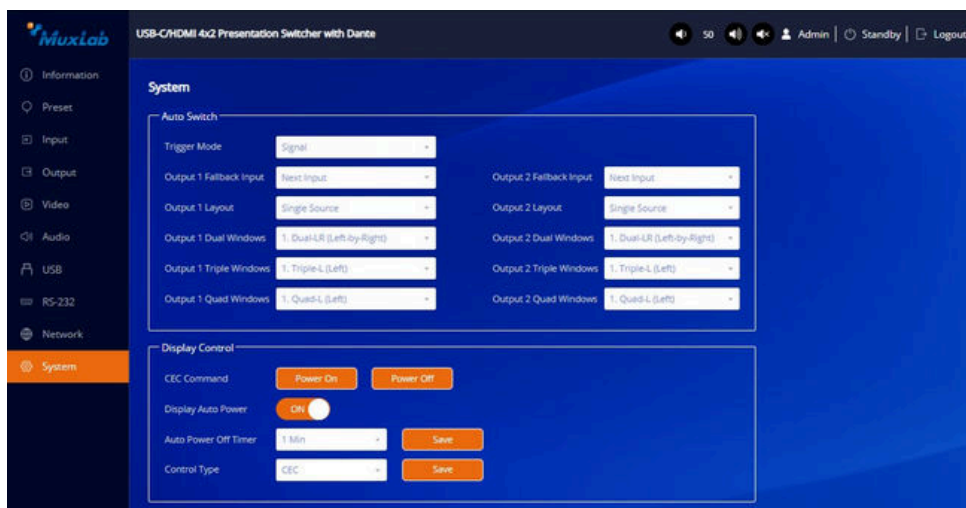 MuxLab
USB-C/HDMI 4x2 Presentation Switcher with Dante
50
Admin | Standby | Logout
Information
Preset
Input
Output
Video
Audio
USB
RS-232
Network
System
System
Auto Switch
Trigger Mode Signal
Output 1 Fallback Input Next Input Output 2 Fallback Input Next Input
Output 1 Layout Single Source Output 2 Layout Single Source
Output 1 Dual Windows 1. Dual-LR (Left-by-Right) Output 2 Dual Windows 1. Dual-LR (Left-by-Right)
Output 1 Triple Windows 1. Triple-L (Left) Output 2 Triple Windows 1. Triple-L (Left)
Output 1 Quad Windows 1. Quad-L (Left) Output 2 Quad Windows 1. Quad-L (Left)
Display Control
CEC Command Power On Power Off
Display Auto Power ON
Auto Power Off Timer 1 Min Save
Control Type CEC Save